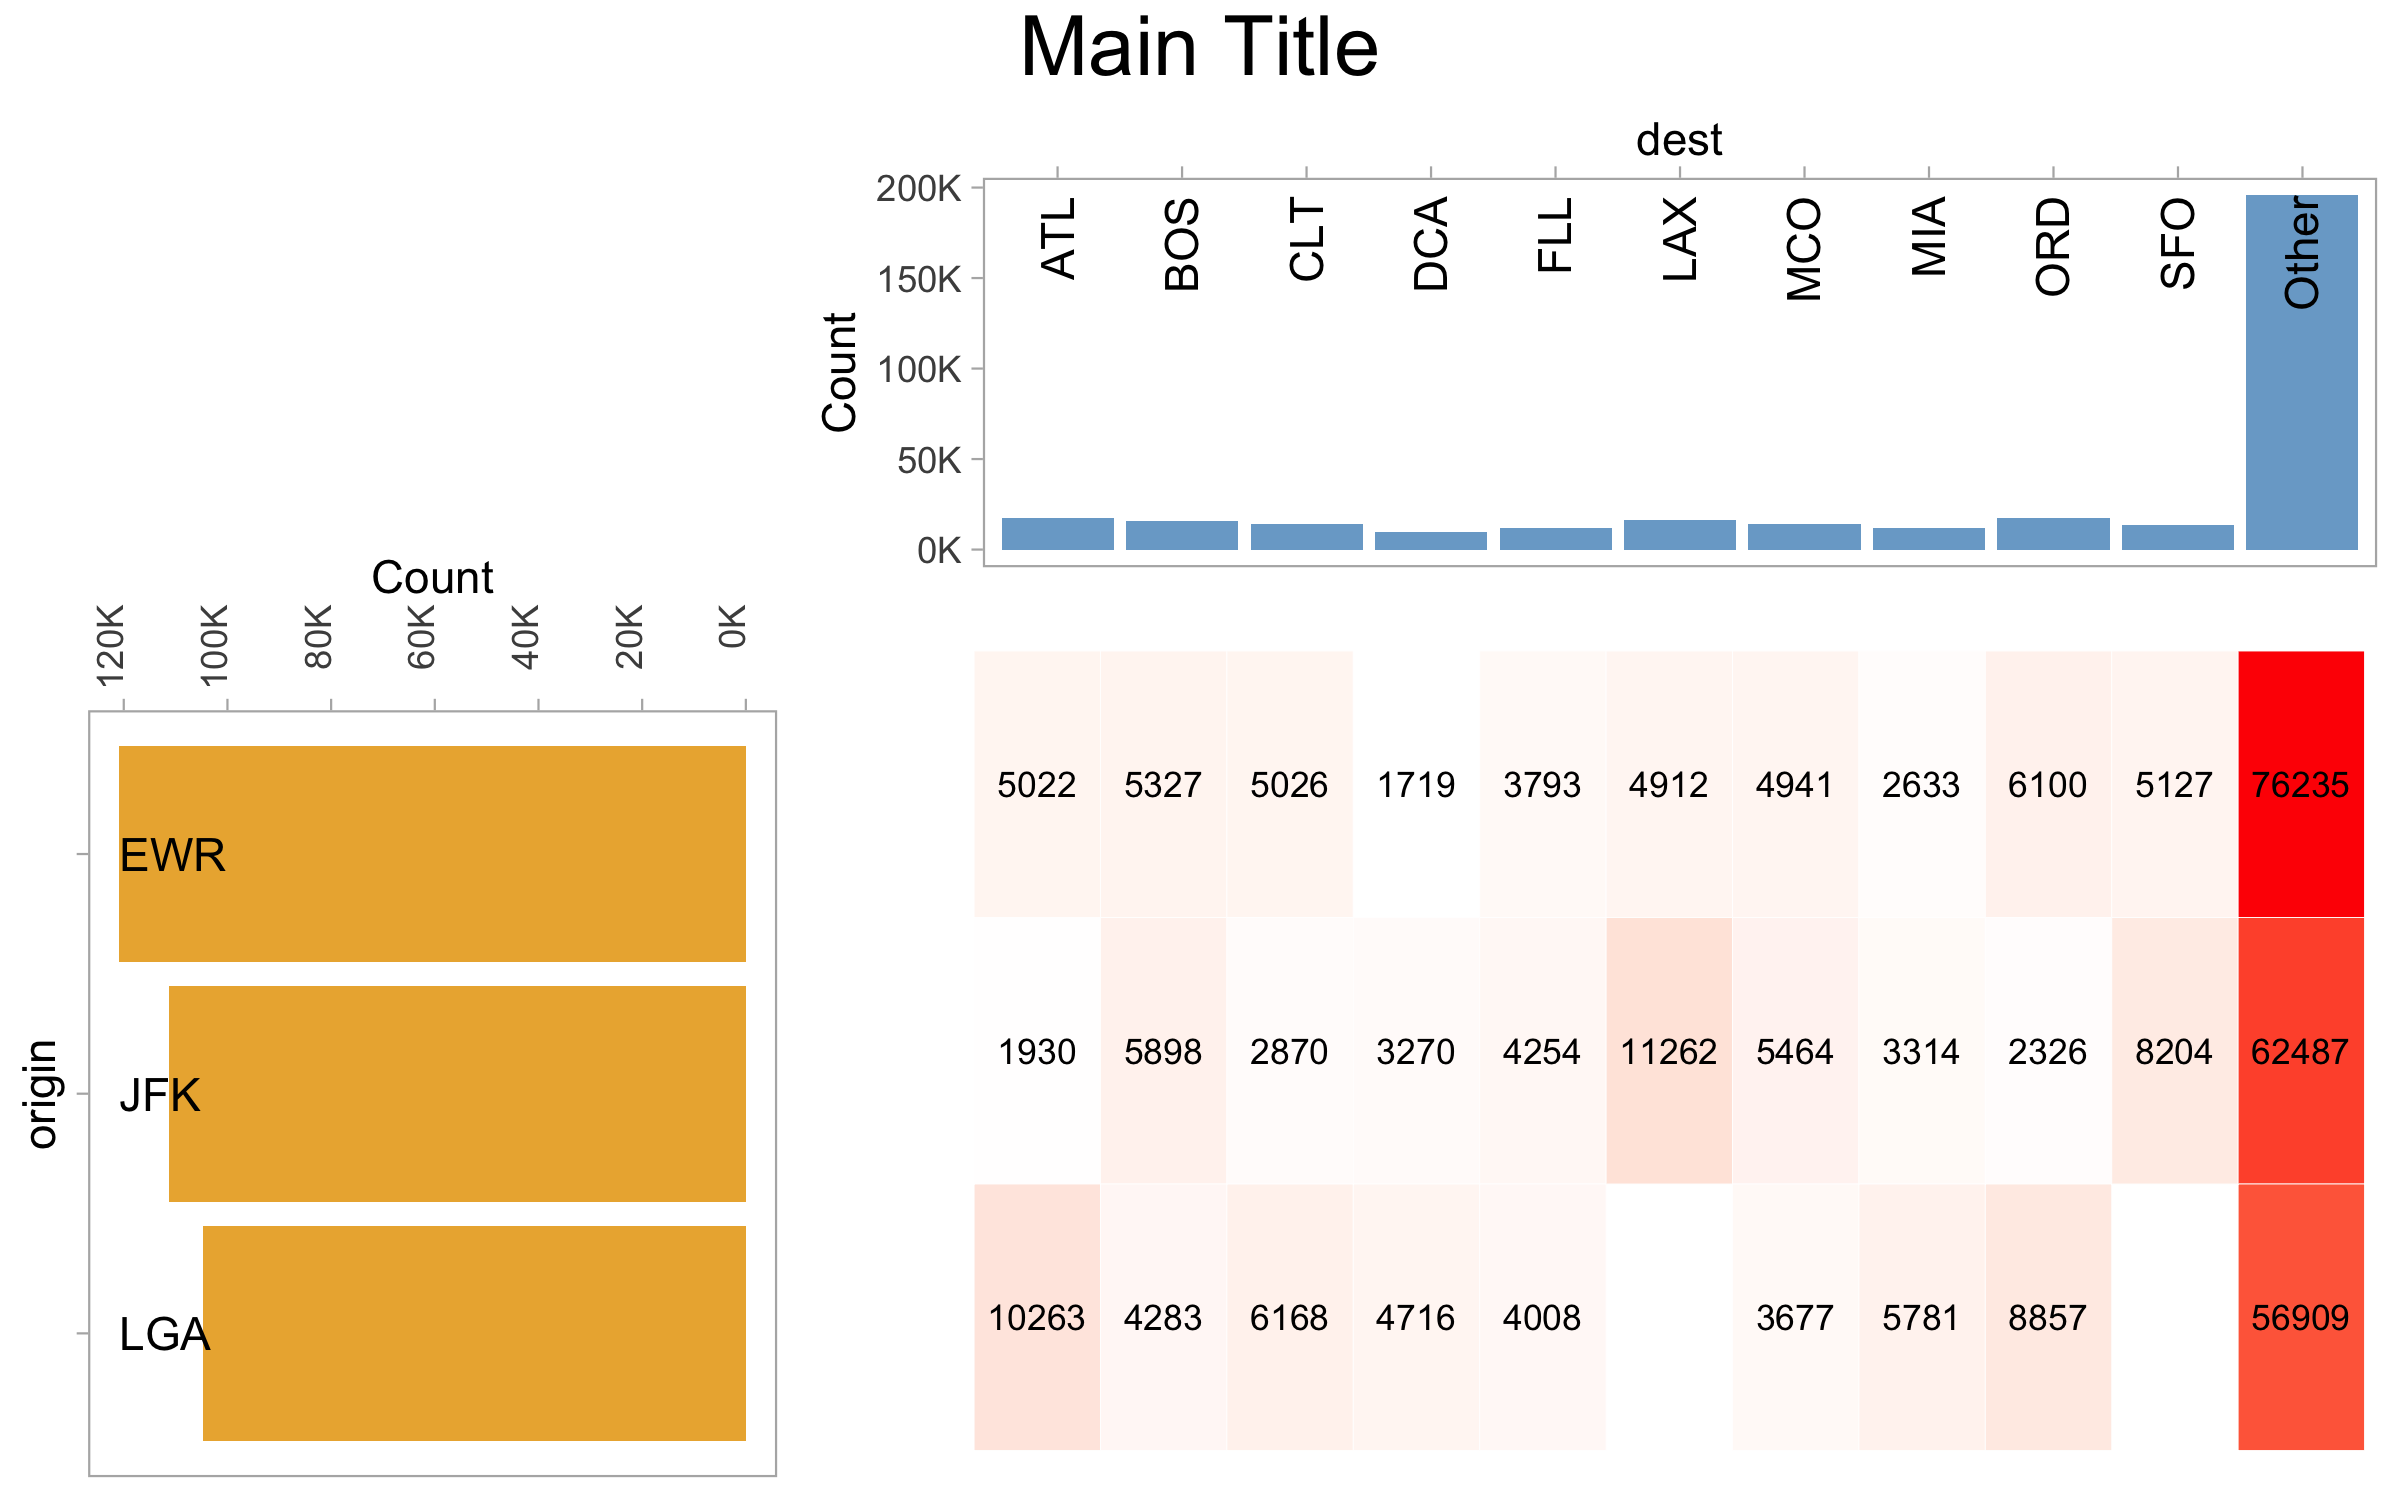 Main Title
dest
Count
200K
150K
100K
50K
0K
ATL BOS CLT DCA FLL LAX MCO MIA ORD SFO Other
Count
120K 100K 80K 60K 40K 20K 0K
origin
EWR
JFK
LGA
5022 5327 5026 1719 3793 4912 4941 2633 6100 5127 76235
1930 5898 2870 3270 4254 11262 5464 3314 2326 8204 62487
10263 4283 6168 4716 4008 3677 5781 8857 56909